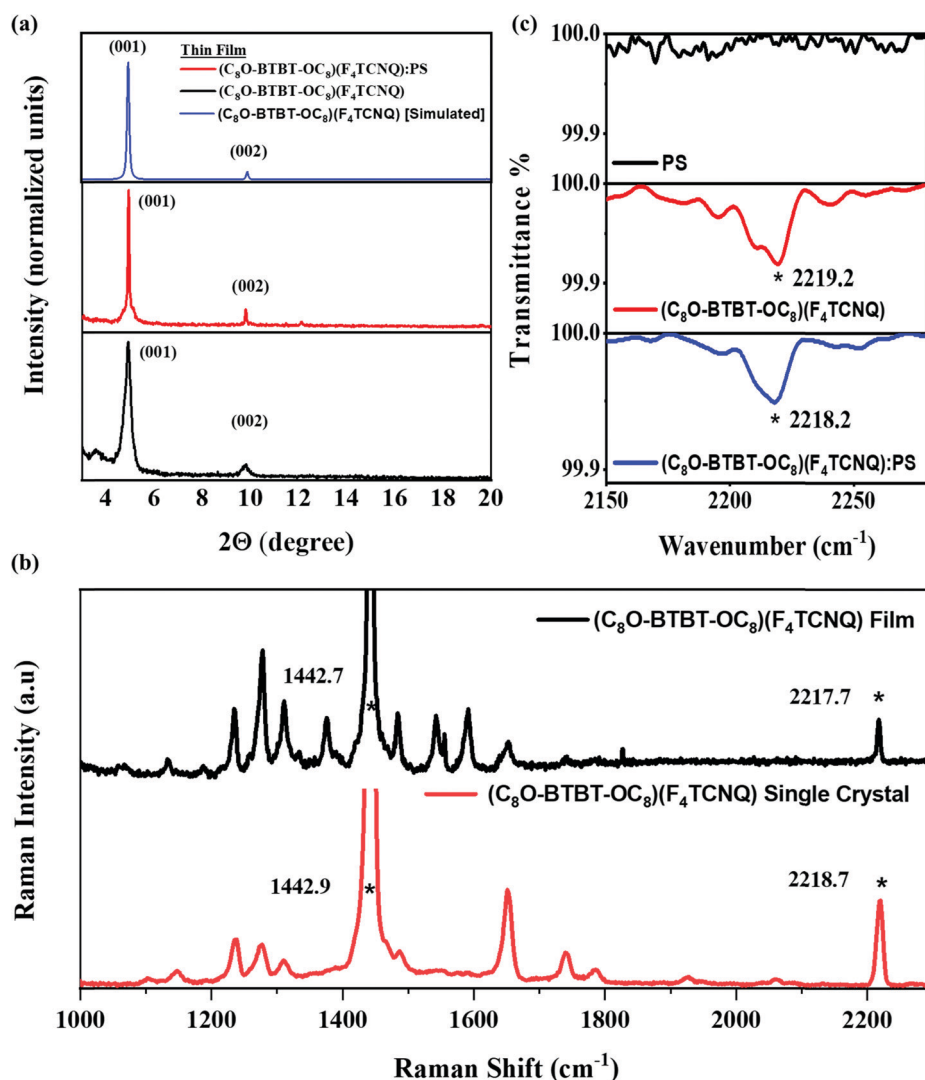 (a)
Intensity (normalized units)
(001)
(002)
Thin Film
(C₈O-BTBT-OC₈)(F₄TCNQ):PS
(C₈O-BTBT-OC₈)(F₄TCNQ)
(C₈O-BTBT-OC₈)(F₄TCNQ) [Simulated]
(001)
(002)
(001)
(002)
4 6 8 10 12 14 16 18 20
2Θ (degree)
(c)
Transmittance %
100.0
99.9
PS
100.0
99.9
* 2219.2
(C₈O-BTBT-OC₈)(F₄TCNQ)
100.0
99.9
* 2218.2
(C₈O-BTBT-OC₈)(F₄TCNQ):PS
2150 2200 2250
Wavenumber (cm⁻¹)
(b)
Raman Intensity (a.u)
(C₈O-BTBT-OC₈)(F₄TCNQ) Film
1442.7
*
2217.7 *
(C₈O-BTBT-OC₈)(F₄TCNQ) Single Crystal
1442.9 *
2218.7 *
1000 1200 1400 1600 1800 2000 2200
Raman Shift (cm⁻¹)